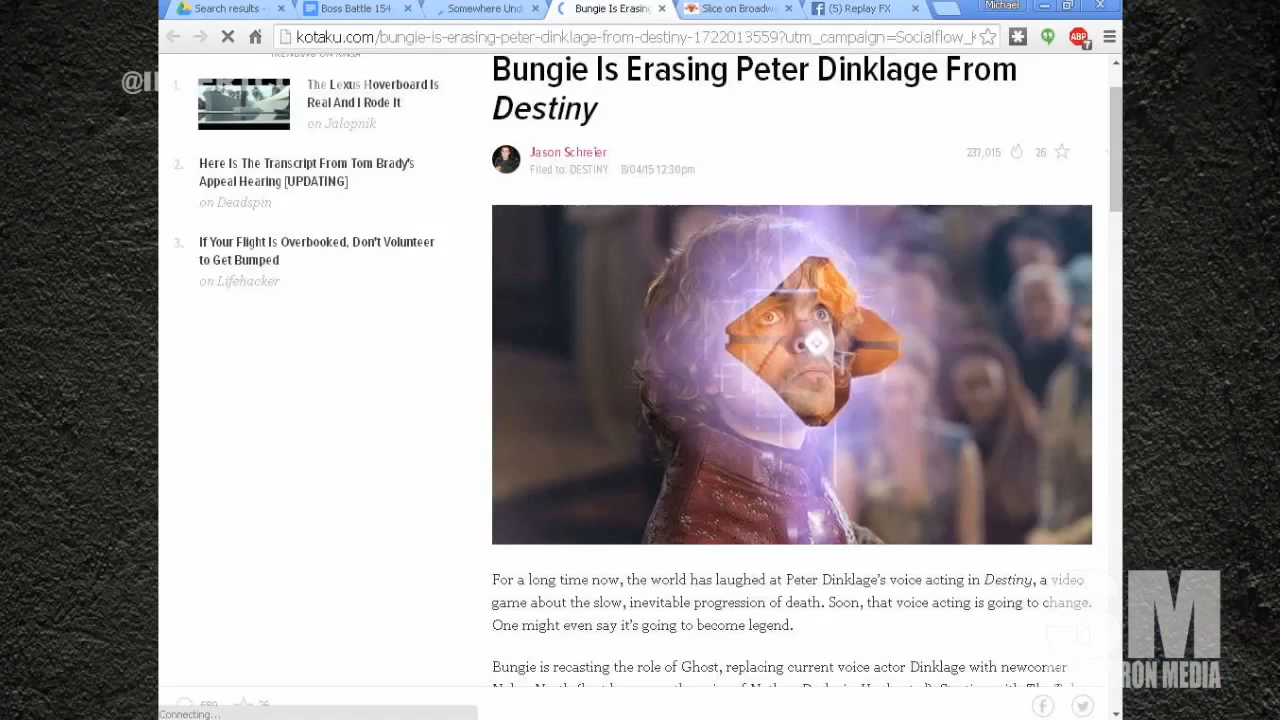 Search results -
Boss Battle 154
Somewhere Und
Bungie Is Erasing
Slice on Broadwa
(5) Replay FX
Michael
kotaku.com/bungie-is-erasing-peter-dinklage-from-destiny-1722013559?utm_campaign=Socialflow_K
ABP
7
1.
The Lexus Hoverboard Is
Real And I Rode It
on Jalopnik
2.
Here Is The Transcript From Tom Brady's
Appeal Hearing [UPDATING]
on Deadspin
3.
If Your Flight Is Overbooked, Don't Volunteer
to Get Bumped
on Lifehacker
Bungie Is Erasing Peter Dinklage From
Destiny
Jason Schreier
Filed to: DESTINY 8/04/15 12:30pm
237,015
26
For a long time now, the world has laughed at Peter Dinklage's voice acting in Destiny, a video
game about the slow, inevitable progression of death. Soon, that voice acting is going to change.
One might even say it's going to become legend.
Bungie is recasting the role of Ghost, replacing current voice actor Dinklage with newcomer
Connecting...
M
RON MEDIA